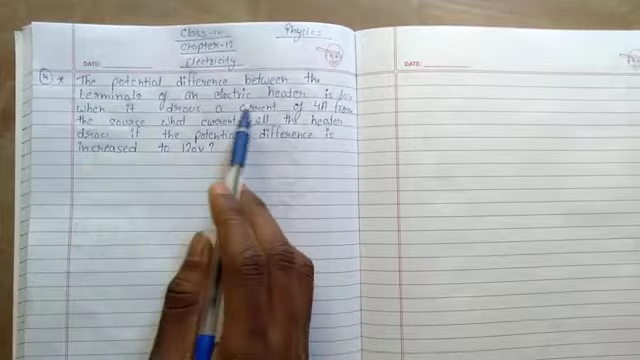 Class-10
Physics
Chapter-12
Electricity
DATE:
DATE:
4 * The potential difference between the
terminals of an electric heater is 60v
when it draws a current of 4A from
the source what current will the heater
draw if the potential difference is
increased to 120v?